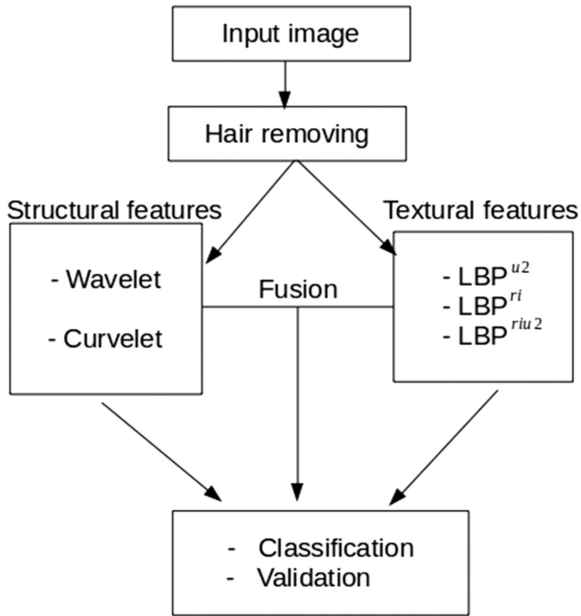 Input image
Hair removing
Structural features
- Wavelet
- Curvelet
Fusion
Textural features
- LBP^u2
- LBP^ri
- LBP^riu2
- Classification
- Validation